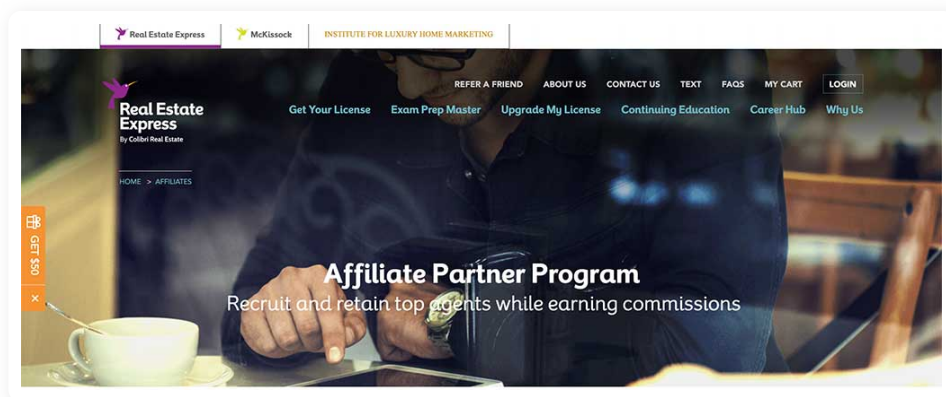 Real Estate Express
McKissock
INSTITUTE FOR LUXURY HOME MARKETING
REFER A FRIEND ABOUT US CONTACT US TEXT FAQS MY CART LOGIN
Real Estate
Express
By Colibri Real Estate
Get Your License Exam Prep Master Upgrade My License Continuing Education Career Hub Why Us
HOME > AFFILIATES
GET $50
×
Affiliate Partner Program
Recruit and retain top agents while earning commissions